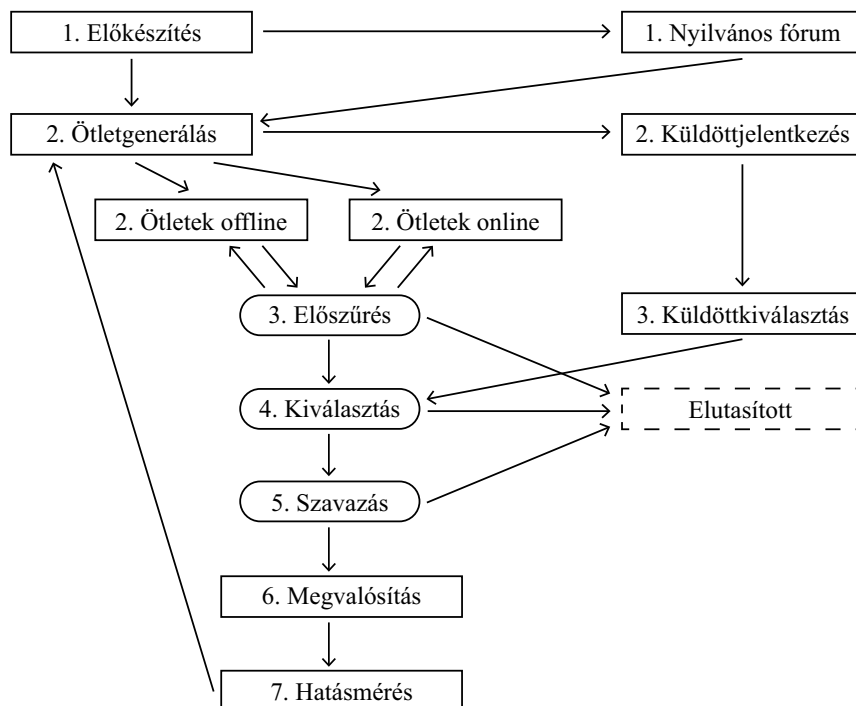 1. Előkészítés
1. Nyilvános fórum
2. Ötletgenerálás
2. Küldöttjelentkezés
2. Ötletek offline
2. Ötletek online
3. Előszűrés
3. Küldöttkiválasztás
4. Kiválasztás
Elutasított
5. Szavazás
6. Megvalósítás
7. Hatásmérés